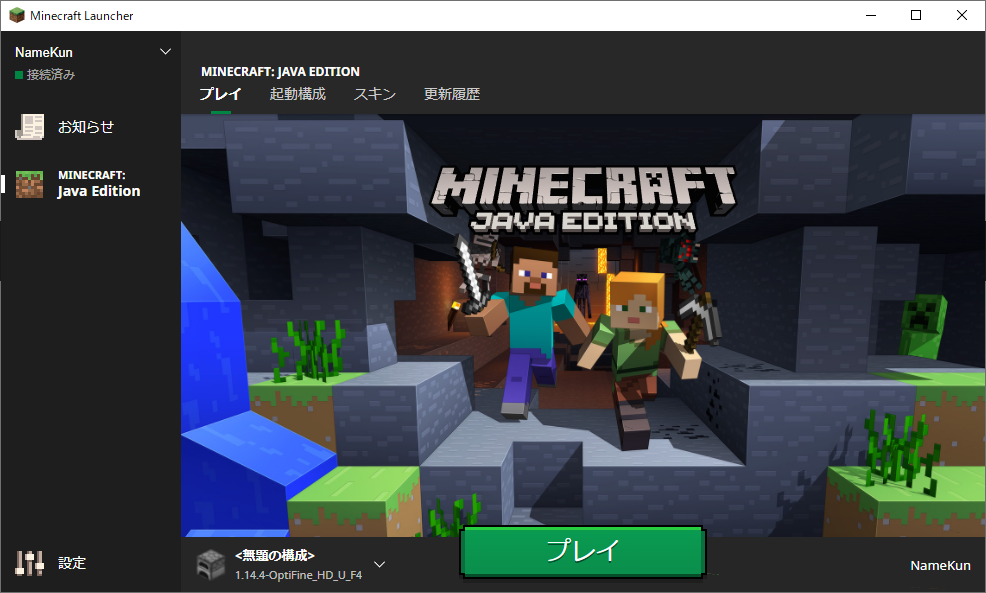 Minecraft Launcher
NameKun
接続済み
お知らせ
MINECRAFT:
Java Edition
設定
MINECRAFT: JAVA EDITION
プレイ 起動構成 スキン 更新履歴
MINECRAFT
JAVA EDITION
<無題の構成>
1.14.4-OptiFine_HD_U_F4
プレイ
NameKun